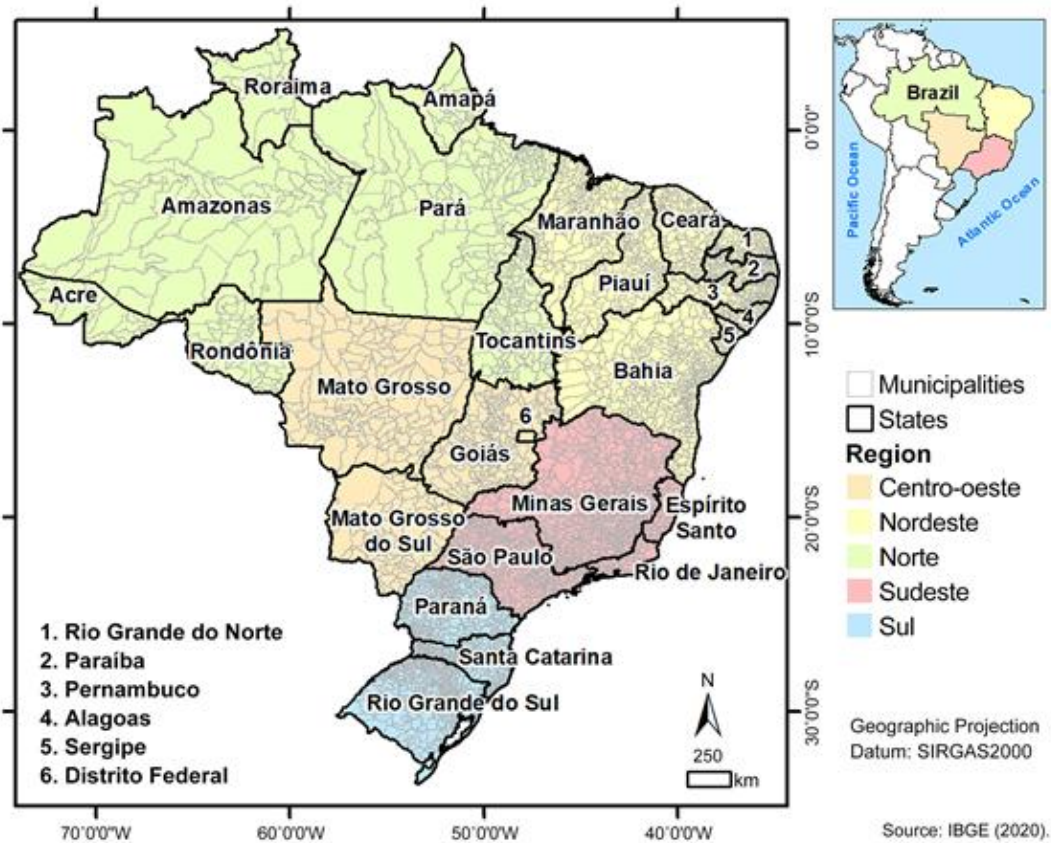 Roraima
Amapá
Amazonas
Pará
Maranhão
Ceará
1
2
Piauí
3
4
5
Acre
Rondônia
Tocantins
Mato Grosso
Bahia
6
Goiás
Minas Gerais
Espírito
Santo
Mato Grosso
do Sul
São Paulo
Rio de Janeiro
Paraná
Santa Catarina
Rio Grande do Sul
1. Rio Grande do Norte
2. Paraíba
3. Pernambuco
4. Alagoas
5. Sergipe
6. Distrito Federal
N
250
km
70°0'0"W
60°0'0"W
50°0'0"W
40°0'0"W
0°0'0"
10°0'0"S
20°0'0"S
30°0'0"S
Brazil
Pacific Ocean
Atlantic Ocean
Municipalities
States
Region
Centro-oeste
Nordeste
Norte
Sudeste
Sul
Geographic Projection
Datum: SIRGAS2000
Source: IBGE (2020).